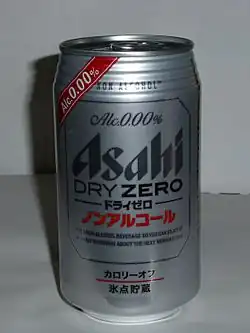 NON ALCOHOL
Alc.0.00%
Alc.0.00%
Asahi
DRY ZERO
ドライゼロ
ノンアルコール
カロリーオフ
氷点貯蔵